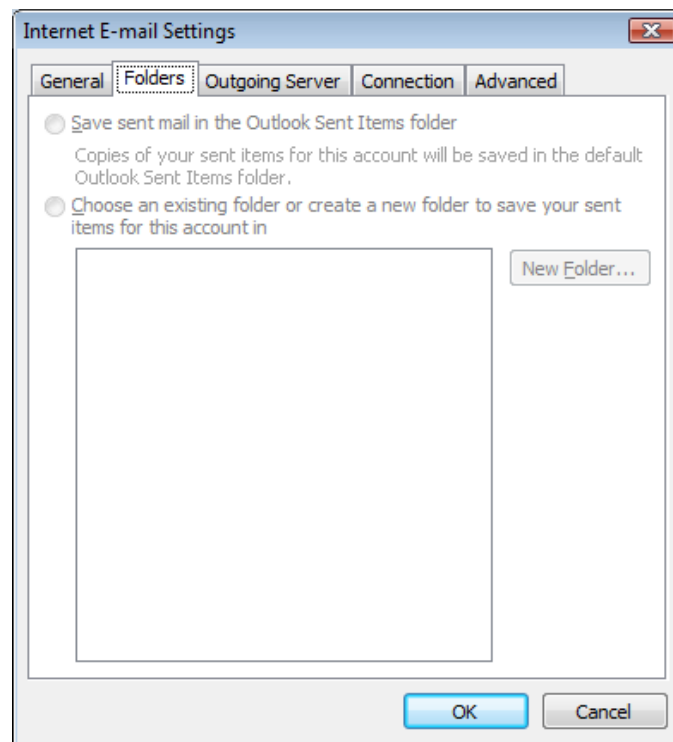 Internet E-mail Settings
General Folders Outgoing Server Connection Advanced
Save sent mail in the Outlook Sent Items folder
Copies of your sent items for this account will be saved in the default
Outlook Sent Items folder.
Choose an existing folder or create a new folder to save your sent
items for this account in
New Folder...
OK Cancel